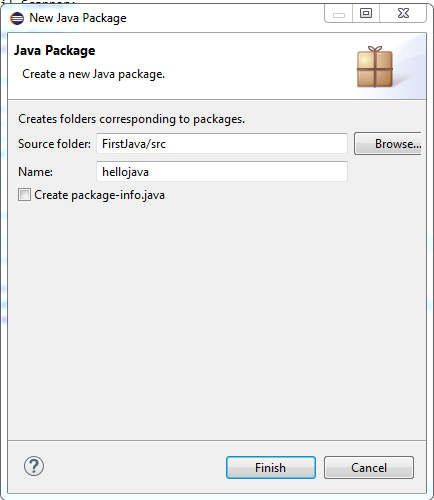 New Java Package
Java Package
Create a new Java package.
Creates folders corresponding to packages.
Source folder: FirstJava/src Browse...
Name: hellojava
Create package-info.java
? Finish Cancel